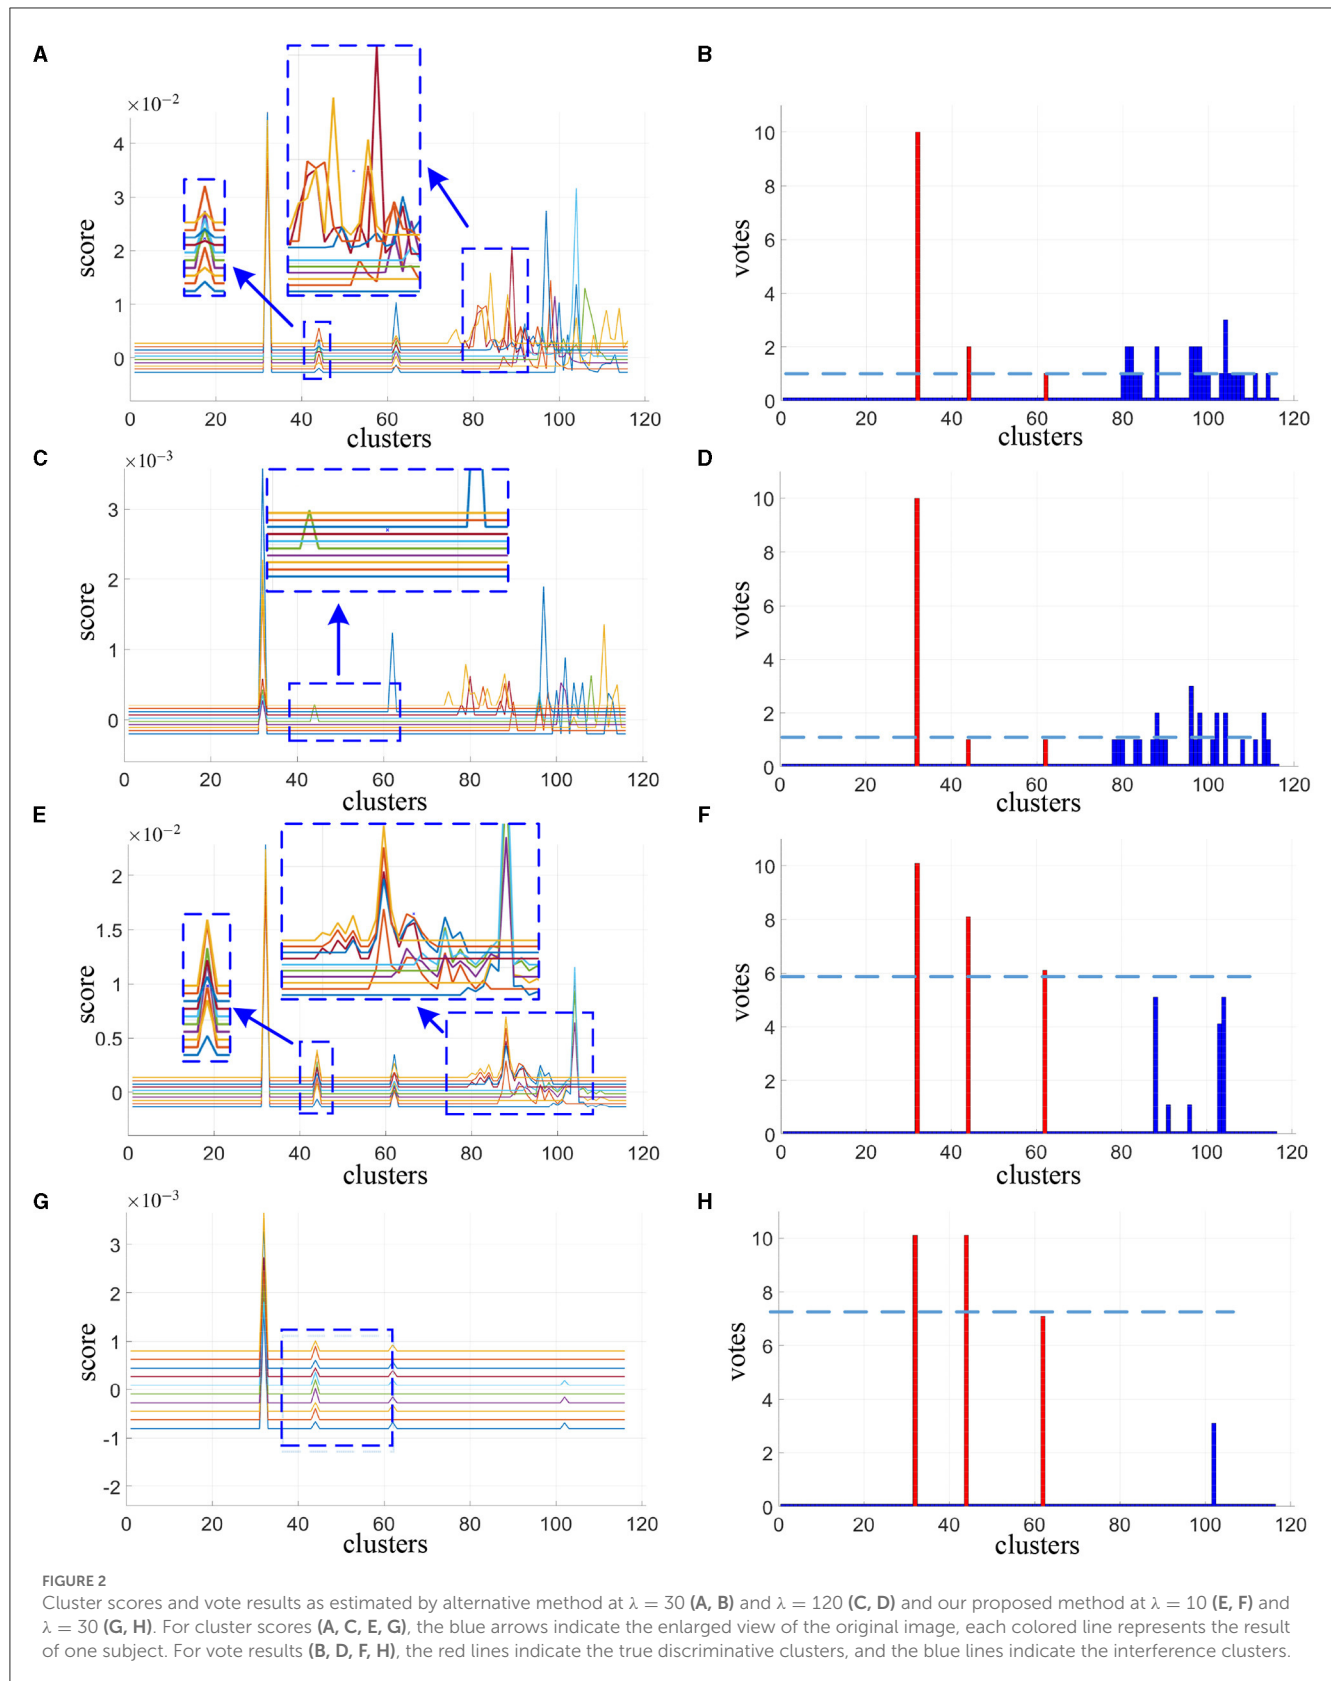 A
×10⁻²
4
3
2
1
0
score
0 20 40 60 80 100 120
clusters
B
10
8
6
4
2
0
votes
0 20 40 60 80 100 120
clusters
C
×10⁻³
3
2
1
0
score
0 20 40 60 80 100 120
clusters
D
10
8
6
4
2
0
votes
0 20 40 60 80 100 120
clusters
E
×10⁻²
2
1.5
1
0.5
0
score
0 20 40 60 80 100 120
clusters
F
10
8
6
4
2
0
votes
0 20 40 60 80 100 120
clusters
G
×10⁻³
3
2
1
0
-1
-2
score
0 20 40 60 80 100 120
clusters
H
10
8
6
4
2
0
votes
0 20 40 60 80 100 120
clusters
FIGURE 2
Cluster scores and vote results as estimated by alternative method at λ = 30 (A, B) and λ = 120 (C, D) and our proposed method at λ = 10 (E, F) and
λ = 30 (G, H). For cluster scores (A, C, E, G), the blue arrows indicate the enlarged view of the original image, each colored line represents the result
of one subject. For vote results (B, D, F, H), the red lines indicate the true discriminative clusters, and the blue lines indicate the interference clusters.